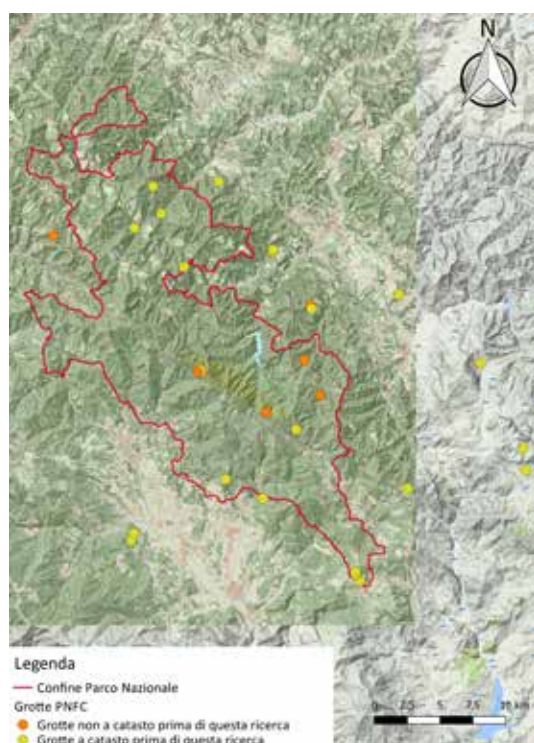 N
Legenda
Confine Parco Nazionale
Grotte PNFC
Grotte non a catasto prima di questa ricerca
Grotte a catasto prima di questa ricerca
0 2,5 5 7,5 10 km